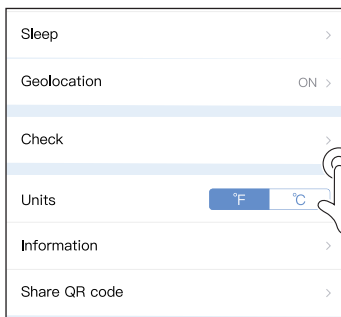 Sleep
Geolocation ON
Check
Units °F °C
Information
Share QR code